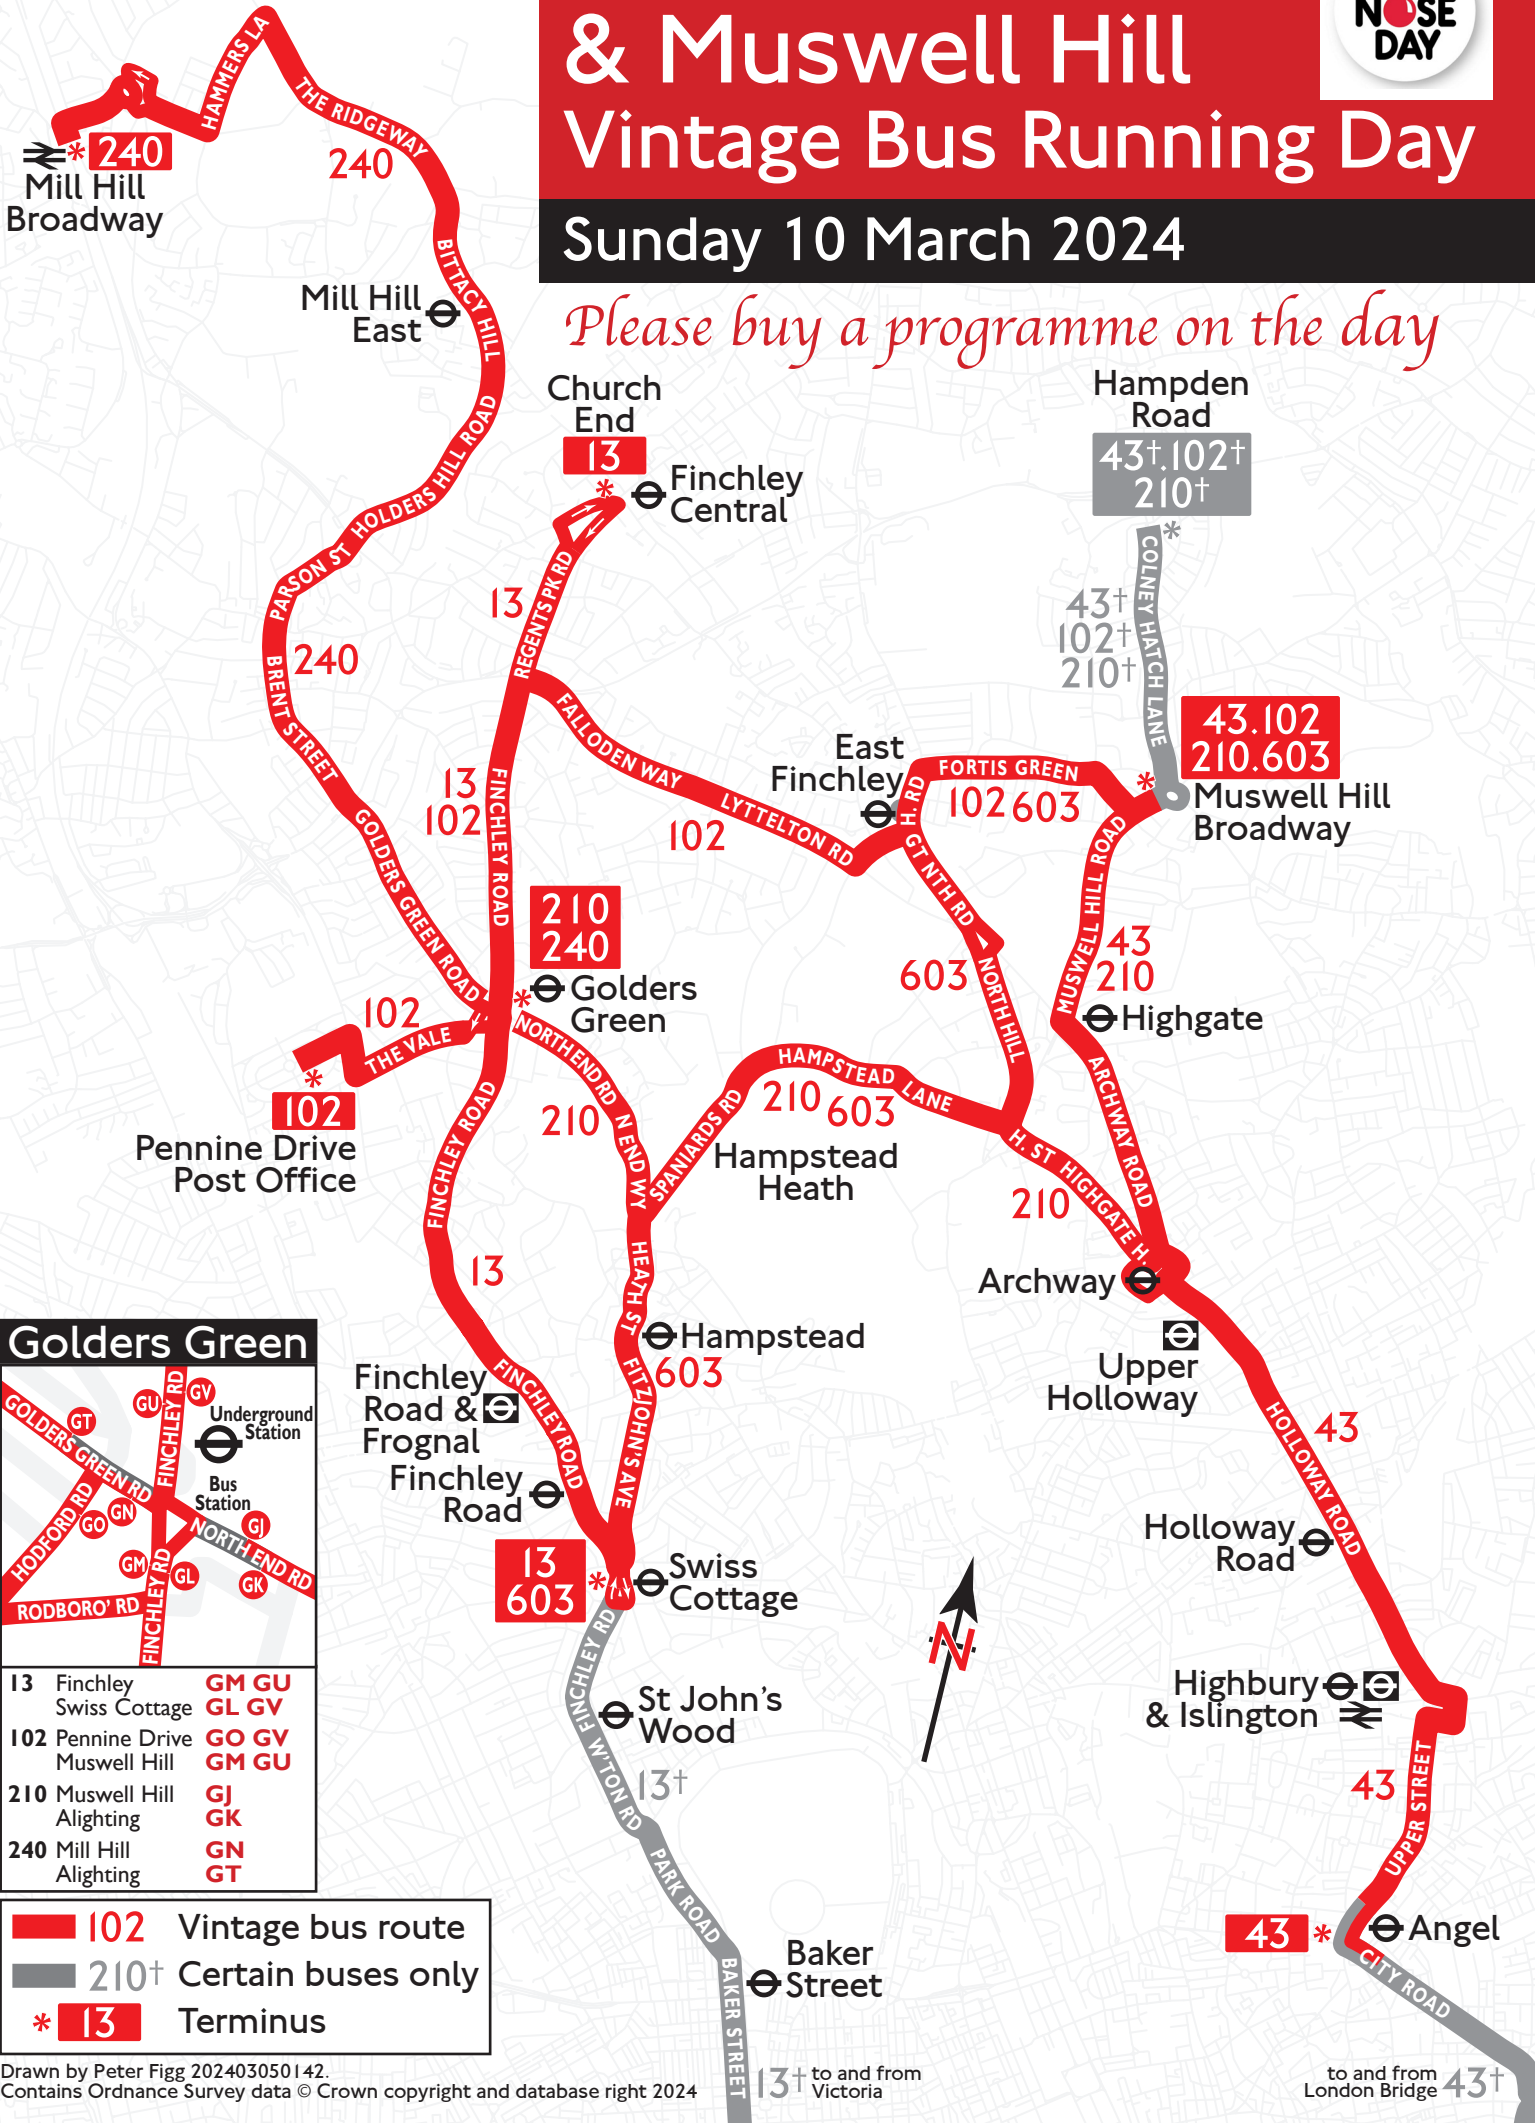 & Muswell Hill
Vintage Bus Running Day
Sunday 10 March 2024
Please buy a programme on the day
NOSE
DAY
HAMMERS LA
THE RIDGEWAY
240
240
Mill Hill
Broadway
BITTACY HILL
Mill Hill
East
HOLDERS HILL ROAD
PARSON ST
240
BRENT STREET
GOLDERS GREEN ROAD
Church
End
13
Finchley
Central
REGENTS PK RD
13
FALLODEN WAY
LYTTELTON RD
102
13
102
FINCHLEY ROAD
Hampden
Road
43†.102†
210†
COLNEY HATCH LANE
43†
102†
210†
43.102
210.603
Muswell Hill
Broadway
East
Finchley
H. RD
FORTIS GREEN
102 603
GT NTH RD
603
NORTH HILL
MUSWELL HILL ROAD
43
210
Highgate
ARCHWAY ROAD
210
240
Golders
Green
102
THE VALE
102
Pennine Drive
Post Office
NORTH END RD
N END WY
210
SPANIARDS RD
HAMPSTEAD LANE
210 603
Hampstead
Heath
H. ST HIGHGATE H.
210
Archway
Upper
Holloway
FINCHLEY ROAD
13
HEATH ST
Hampstead
603
FITZJOHN'S AVE
Finchley
Road &
Frognal
FINCHLEY ROAD
Finchley
Road
13
603
Swiss
Cottage
FINCHLEY RD
St John's
Wood
W'TON RD
13†
PARK ROAD
Baker
Street
BAKER STREET
13† to and from
Victoria
HOLLOWAY ROAD
43
Holloway
Road
Highbury
& Islington
UPPER STREET
43
43
Angel
CITY ROAD
to and from
London Bridge 43†
N
Golders Green
GOLDERS GREEN RD
FINCHLEY RD
GT
GU
GV
Underground
Station
Bus
Station
HODFORD RD
GO
GN
GJ
NORTH END RD
GM
GL
GK
RODBORO' RD
FINCHLEY RD
13 Finchley GM GU
Swiss Cottage GL GV
102 Pennine Drive GO GV
Muswell Hill GM GU
210 Muswell Hill GJ
Alighting GK
240 Mill Hill GN
Alighting GT
102 Vintage bus route
210† Certain buses only
* 13 Terminus
Drawn by Peter Figg 202403050142.
Contains Ordnance Survey data © Crown copyright and database right 2024